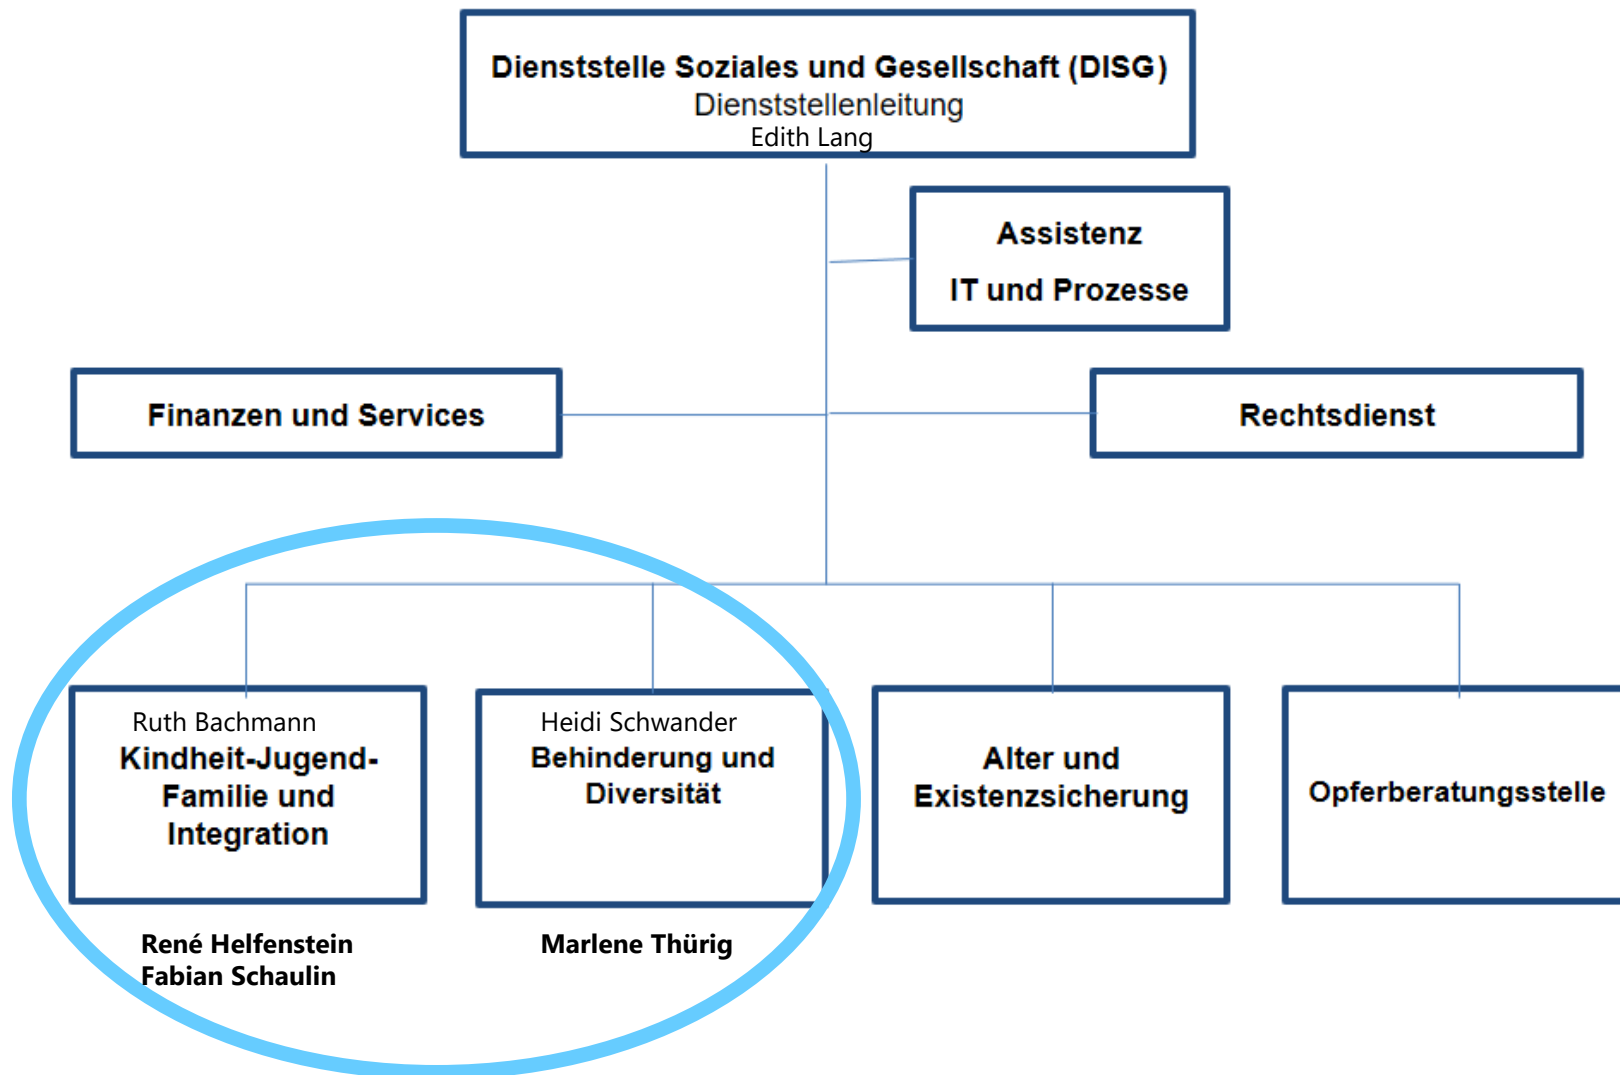 Dienststelle Soziales und Gesellschaft (DISG)
Dienststellenleitung
Edith Lang
Assistenz
IT und Prozesse
Finanzen und Services
Rechtsdienst
Ruth Bachmann
Kindheit-Jugend-
Familie und
Integration
Heidi Schwander
Behinderung und
Diversität
Alter und
Existenzsicherung
Opferberatungsstelle
René Helfenstein
Fabian Schaulin
Marlene Thürig